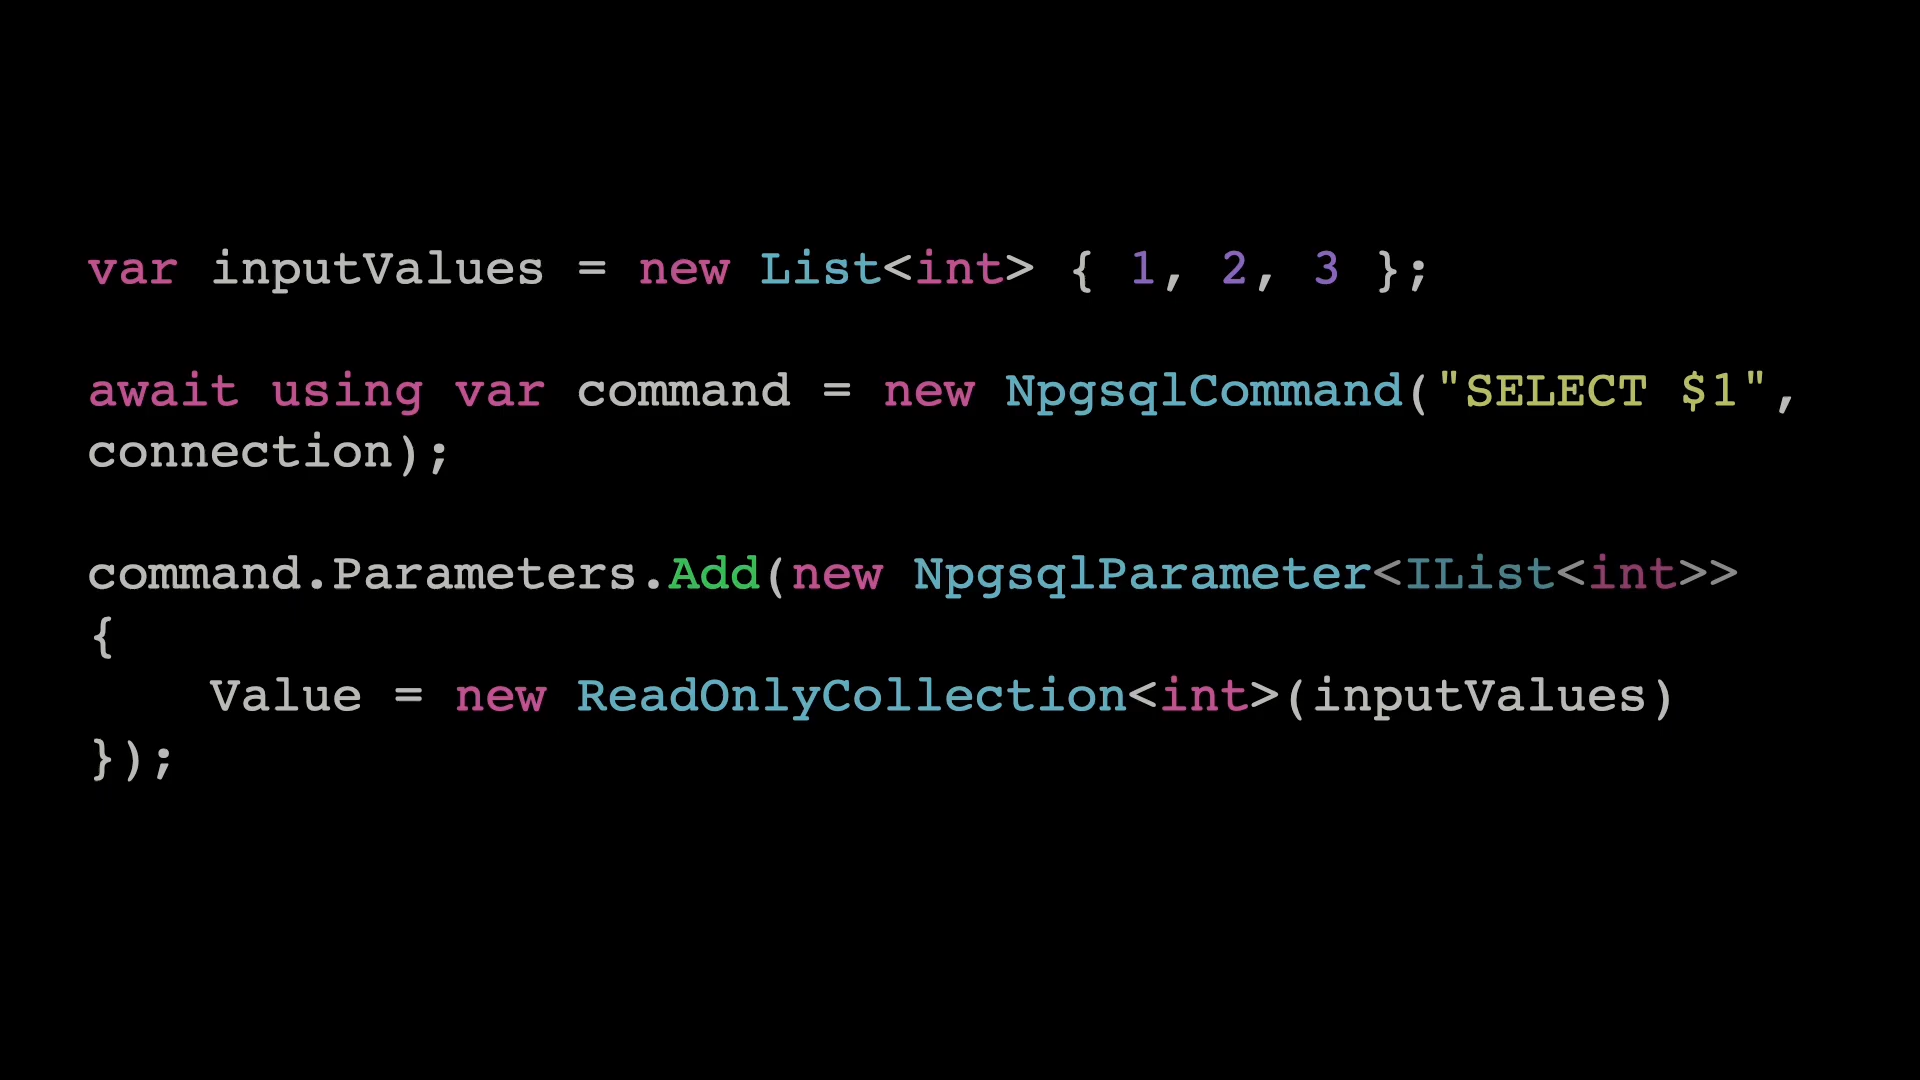 var inputValues = new List<int> { 1, 2, 3 };
await using var command = new NpgsqlCommand("SELECT $1",
connection);
command.Parameters.Add(new NpgsqlParameter<IList<int>>
{
    Value = new ReadOnlyCollection<int>(inputValues)
});